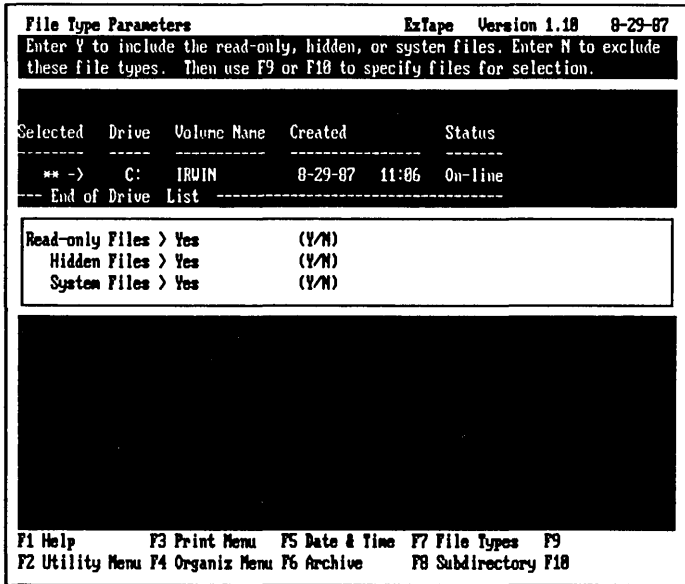 File Type Parameters EzTape Version 1.10 8-29-87
Enter Y to include the read-only, hidden, or system files. Enter N to exclude
these file types. Then use F9 or F10 to specify files for selection.
Selected Drive Volume Name Created Status
-------- ----- ----------- ---------------- -------
** -> C: IRWIN 8-29-87 11:06 On-line
--- End of Drive List -----------------------------------
Read-only Files > Yes (Y/N)
Hidden Files > Yes (Y/N)
System Files > Yes (Y/N)
F1 Help F3 Print Menu F5 Date & Time F7 File Types F9
F2 Utility Menu F4 Organiz Menu F6 Archive F8 Subdirectory F10